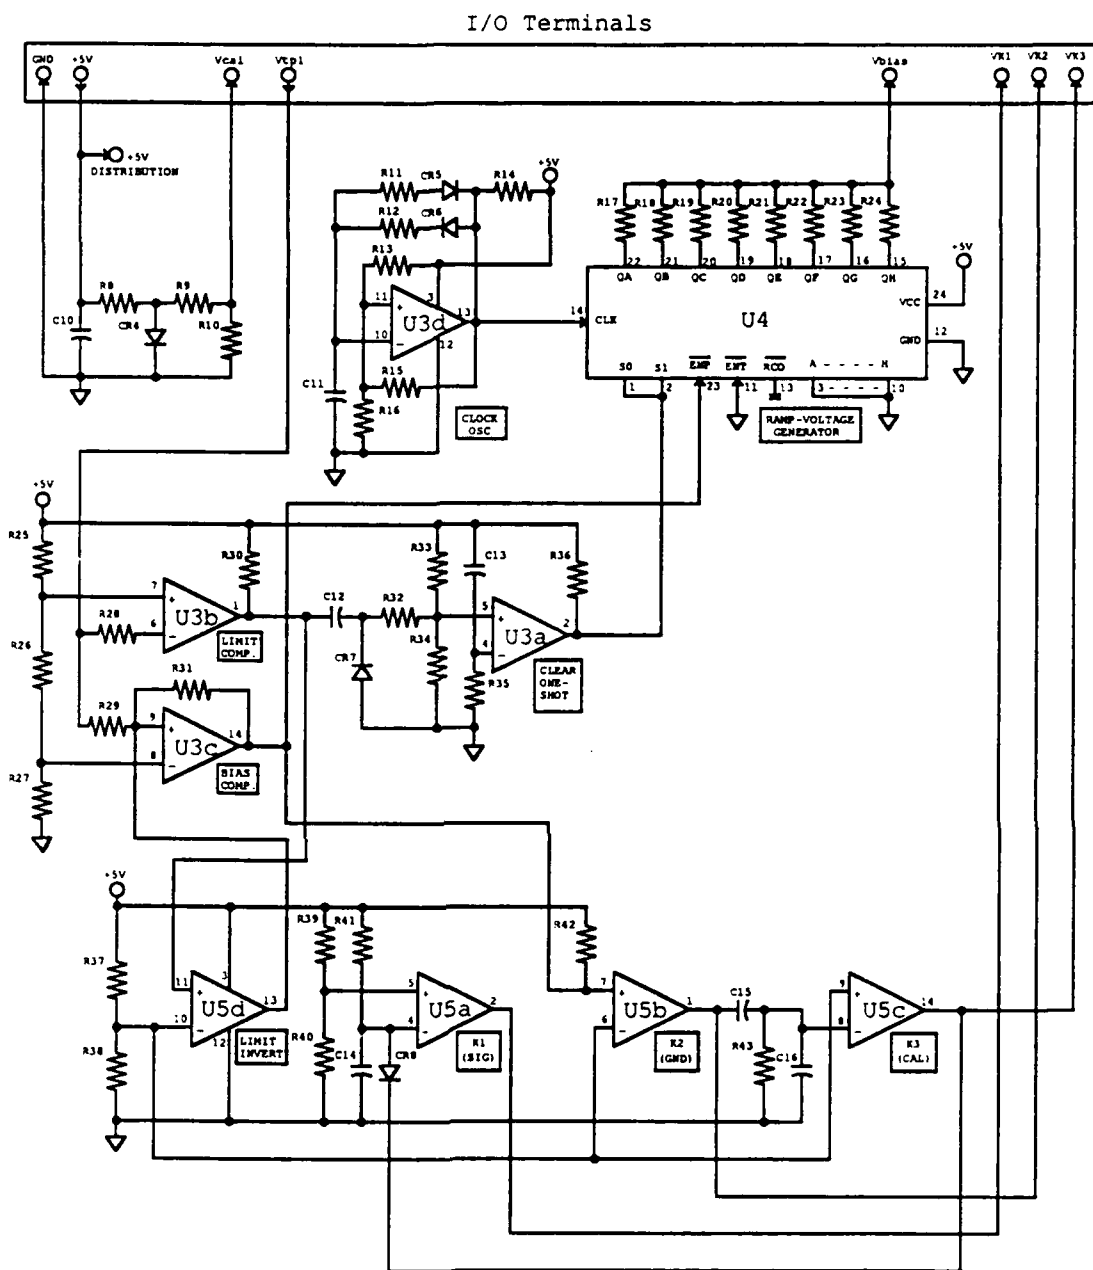 I/O Terminals
GND +5V Vcal Vtp1 Vbias VK1 VK2 VK3
+5V
DISTRIBUTION
+5V
R11 CR5 R14
R12 CR6
R13
R17 R18 R19 R20 R21 R22 R23 R24
22 21 20 19 18 17 16 15
QA QB QC QD QE QF QG QH
+5V
R8 R9
C10 CR4 R10
11 3 13
U3d
10 12
14 CLK U4 VCC 24
GND 12
S0 S1 ENP ENT RCO A - - - - H
1 2 23 11 13 3 - - - - 10
R15
C11 R16
CLOCK
OSC
RAMP-VOLTAGE
GENERATOR
+5V
R25 R30 R33 C13 R36
7 + U3b 1
R28 6 -
C12 R32
5 + U3a 2
4 -
LIMIT
COMP.
R26 CR7 R34 R35
CLEAR
ONE-
SHOT
R31
R29 9 + U3c 14
8 -
R27
BIAS
COMP.
+5V
R39 R41 R42
R37
11 3 + U5d 13
10 - 12
5 + U5a 2
4 -
7 + U5b 1
6 -
C15
9 + U5c 14
8 -
R38
LIMIT
INVERT
R40 C14 CR8
K1
(SIG)
K2
(GND)
R43 C16
K3
(CAL)